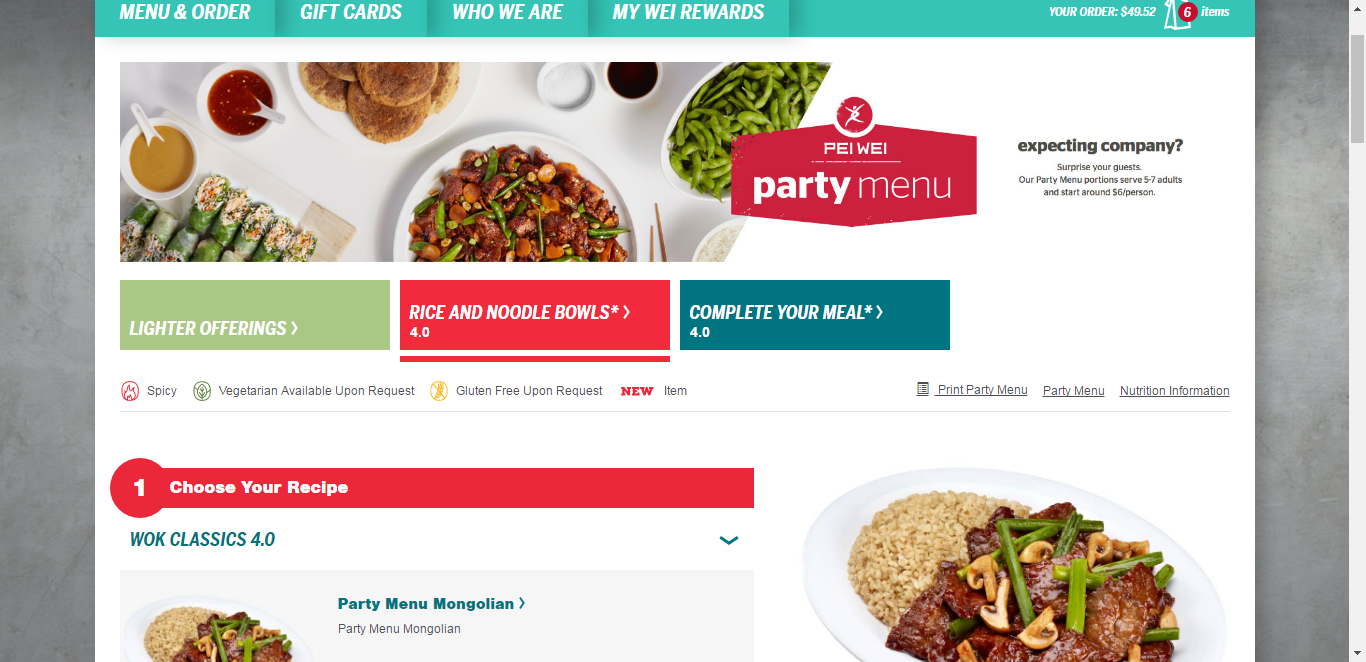 MENU & ORDER
GIFT CARDS
WHO WE ARE
MY WEI REWARDS
YOUR ORDER: $49.52
6
items
PEI WEI
party menu
expecting company?
Surprise your guests.
Our Party Menu portions serve 5-7 adults
and start around $6/person.
LIGHTER OFFERINGS >
RICE AND NOODLE BOWLS* >
4.0
COMPLETE YOUR MEAL* >
4.0
Spicy
Vegetarian Available Upon Request
Gluten Free Upon Request
NEW Item
Print Party Menu
Party Menu
Nutrition Information
1
Choose Your Recipe
WOK CLASSICS 4.0
Party Menu Mongolian >
Party Menu Mongolian